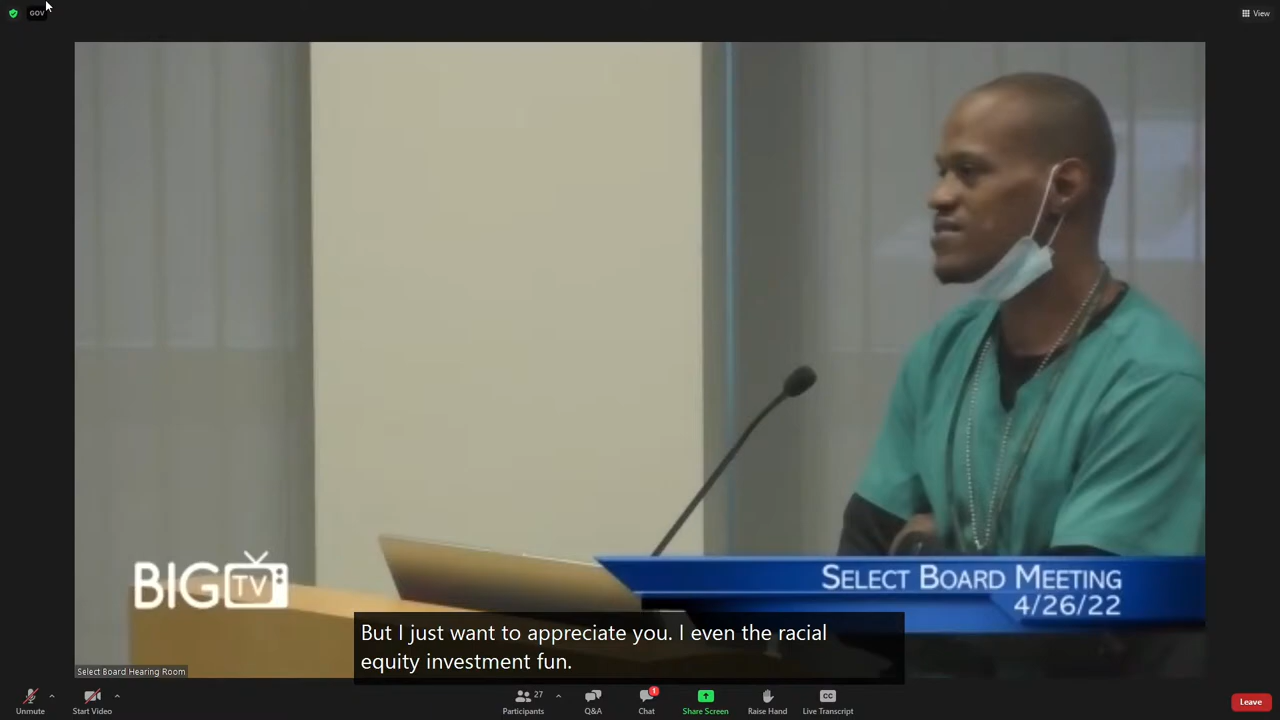 GOV
View
BIG TV
SELECT BOARD MEETING
4/26/22
But I just want to appreciate you. I even the racial
equity investment fun.
Select Board Hearing Room
Unmute
Start Video
27
Participants
Q&A
1
Chat
Share Screen
Raise Hand
CC
Live Transcript
Leave